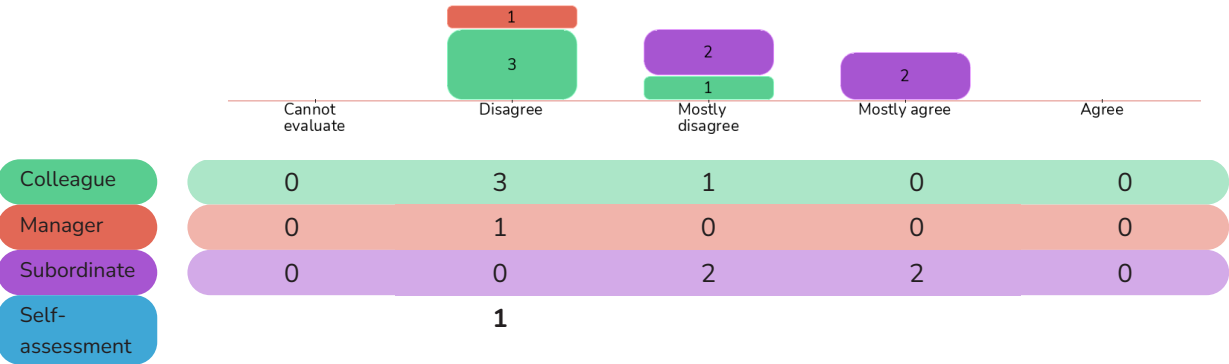 1
3
2
1
2
Cannot
evaluate
Disagree
Mostly
disagree
Mostly agree
Agree
Colleague 0 3 1 0 0
Manager 0 1 0 0 0
Subordinate 0 0 2 2 0
Self-
assessment
1